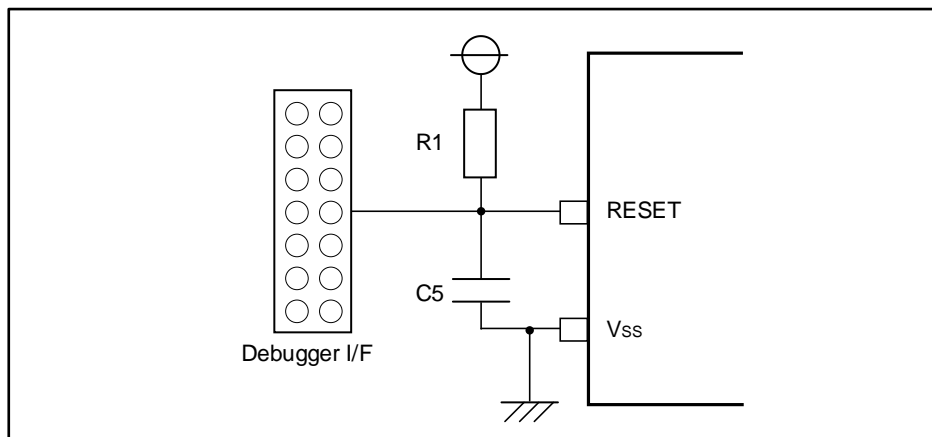 R1
RESET
C5
Vss
Debugger I/F